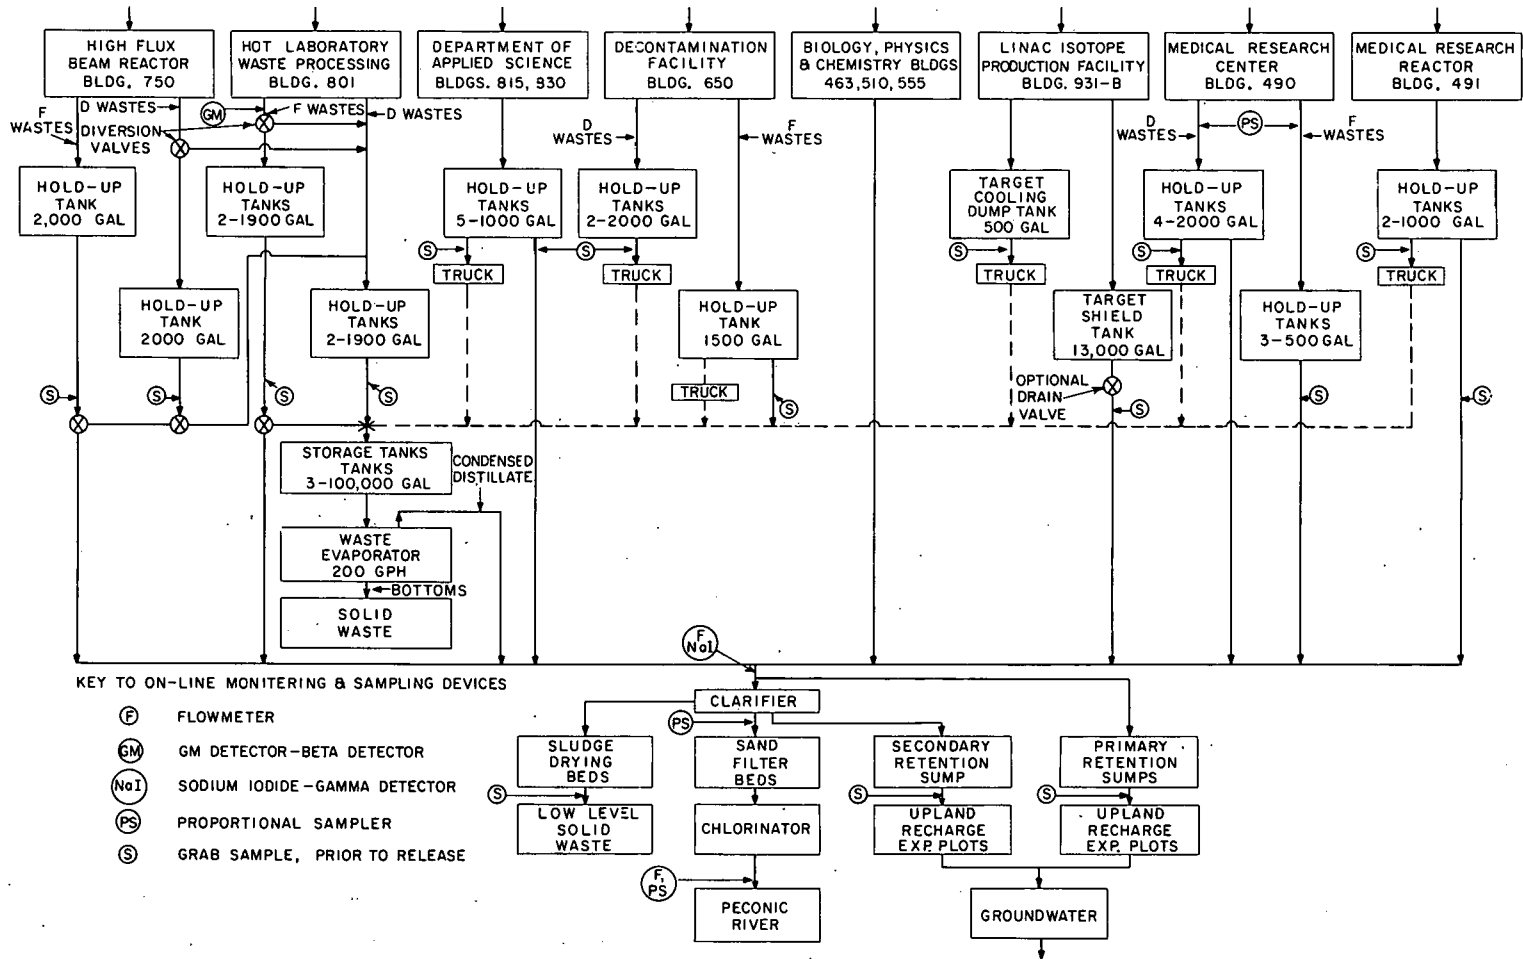 HIGH FLUX
BEAM REACTOR
BLDG. 750
HOT LABORATORY
WASTE PROCESSING
BLDG. 801
DEPARTMENT OF
APPLIED SCIENCE
BLDGS. 815, 830
DECONTAMINATION
FACILITY
BLDG. 650
BIOLOGY, PHYSICS
& CHEMISTRY BLDGS
463,510,555
LINAC ISOTOPE
PRODUCTION FACILITY
BLDG. 931-B
MEDICAL RESEARCH
CENTER
BLDG. 490
MEDICAL RESEARCH
REACTOR
BLDG. 491
F
WASTES
D WASTES
DIVERSION
VALVES
GM
F WASTES
D WASTES
D
WASTES
F
WASTES
D
WASTES
PS
F
WASTES
HOLD-UP
TANK
2,000 GAL
HOLD-UP
TANKS
2-1900 GAL
HOLD-UP
TANKS
5-1000 GAL
HOLD-UP
TANKS
2-2000 GAL
TARGET
COOLING
DUMP TANK
500 GAL
HOLD-UP
TANKS
4-2000 GAL
HOLD-UP
TANKS
2-1000 GAL
S
S
S
S
S
TRUCK
TRUCK
TRUCK
TRUCK
TRUCK
HOLD-UP
TANK
2000 GAL
HOLD-UP
TANKS
2-1900 GAL
HOLD-UP
TANK
1500 GAL
TARGET
SHIELD
TANK
13,000 GAL
HOLD-UP
TANKS
3-500 GAL
TRUCK
OPTIONAL
DRAIN
VALVE
S
S
S
S
S
S
S
S
STORAGE TANKS
TANKS
3-100,000 GAL
CONDENSED
DISTILLATE
WASTE
EVAPORATOR
200 GPH
BOTTOMS
SOLID
WASTE
F
NaI
KEY TO ON-LINE MONITERING & SAMPLING DEVICES
F FLOWMETER
GM GM DETECTOR-BETA DETECTOR
NaI SODIUM IODIDE-GAMMA DETECTOR
PS PROPORTIONAL SAMPLER
S GRAB SAMPLE, PRIOR TO RELEASE
CLARIFIER
PS
SLUDGE
DRYING
BEDS
SAND
FILTER
BEDS
SECONDARY
RETENTION
SUMP
PRIMARY
RETENTION
SUMPS
S
S
S
LOW LEVEL
SOLID
WASTE
CHLORINATOR
UPLAND
RECHARGE
EXP. PLOTS
UPLAND
RECHARGE
EXP. PLOTS
F,
PS
PECONIC
RIVER
GROUNDWATER